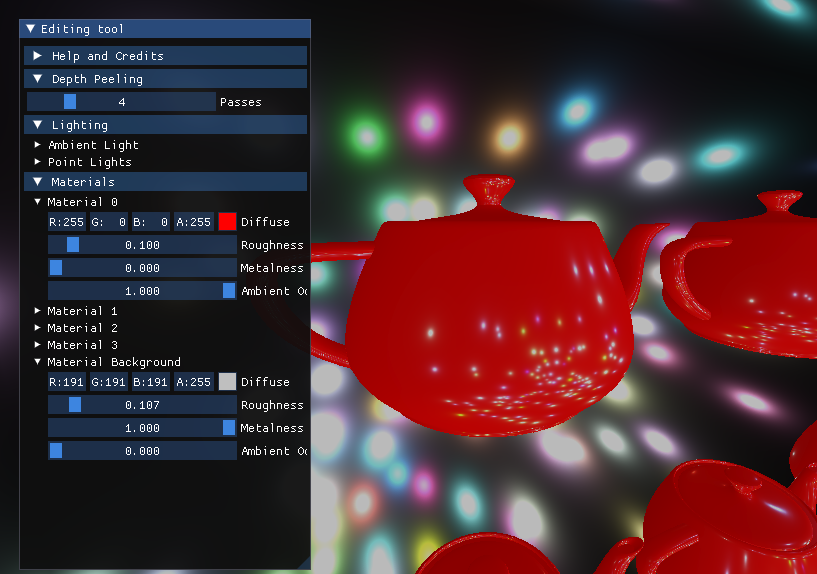 Editing tool
Help and Credits
Depth Peeling
4 Passes
Lighting
Ambient Light
Point Lights
Materials
Material 0
R:255 G: 0 B: 0 A:255 Diffuse
0.100 Roughness
0.000 Metalness
1.000 Ambient Oc
Material 1
Material 2
Material 3
Material Background
R:191 G:191 B:191 A:255 Diffuse
0.107 Roughness
1.000 Metalness
0.000 Ambient Oc